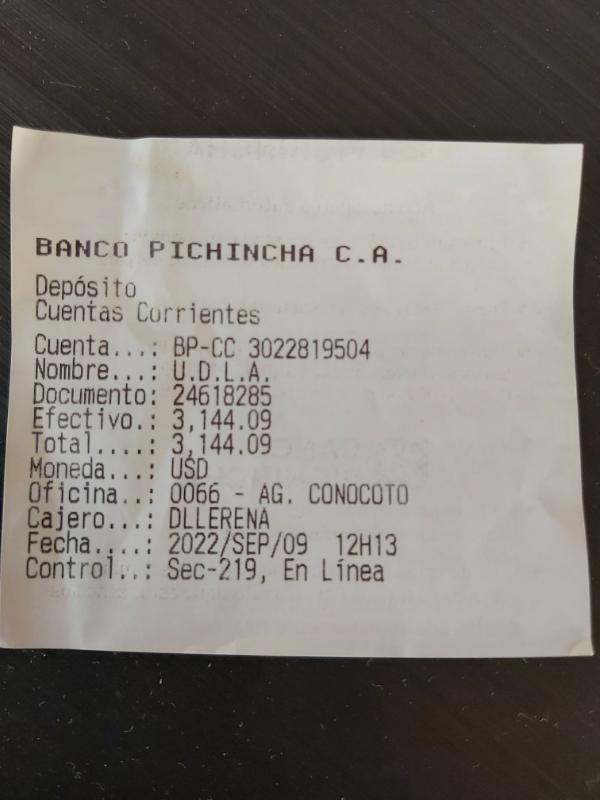 BANCO PICHINCHA C.A.
Depósito
Cuentas Corrientes
Cuenta...: BP-CC 3022819504
Nombre...: U.D.L.A.
Documento: 24618285
Efectivo.: 3,144.09
Total....: 3,144.09
Moneda...: USD
Oficina..: 0066 - AG. CONOCOTO
Cajero...: DLLERENA
Fecha....: 2022/SEP/09 12H13
Control..: Sec-219, En Línea